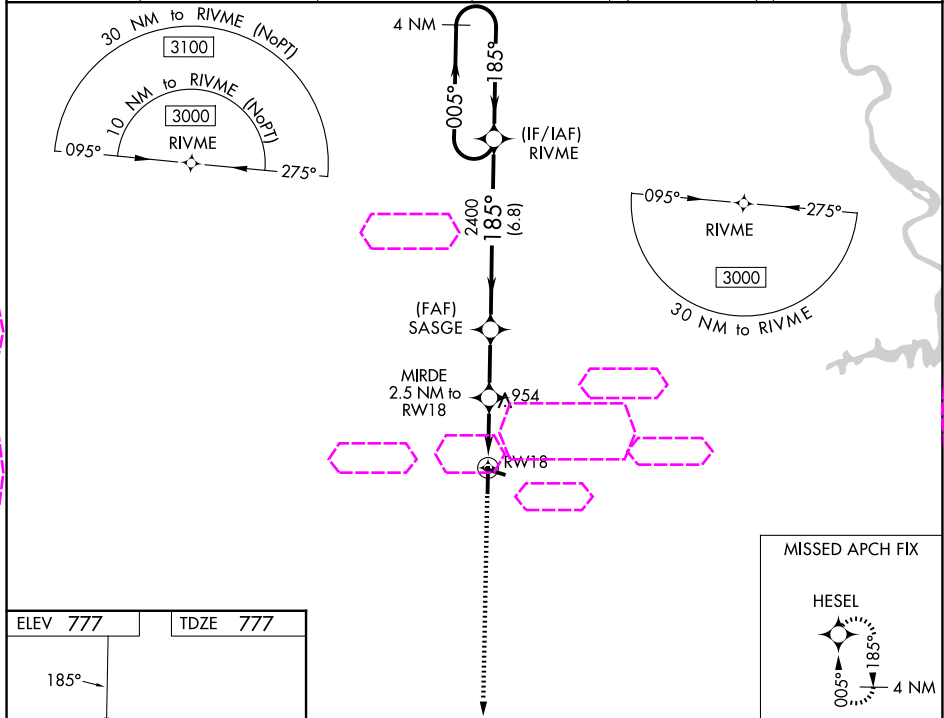 30 NM to RIVME (NoPT)
3100
10 NM to RIVME (NoPT)
3000
RIVME
095°
275°
4 NM
005°
185°
(IF/IAF)
RIVME
2400
185°
(6.8)
095°
275°
RIVME
3000
30 NM to RIVME
(FAF)
SASGE
MIRDE
2.5 NM to
RW18
954
RW18
MISSED APCH FIX
HESEL
005°
185°
4 NM
ELEV 777
TDZE 777
185°